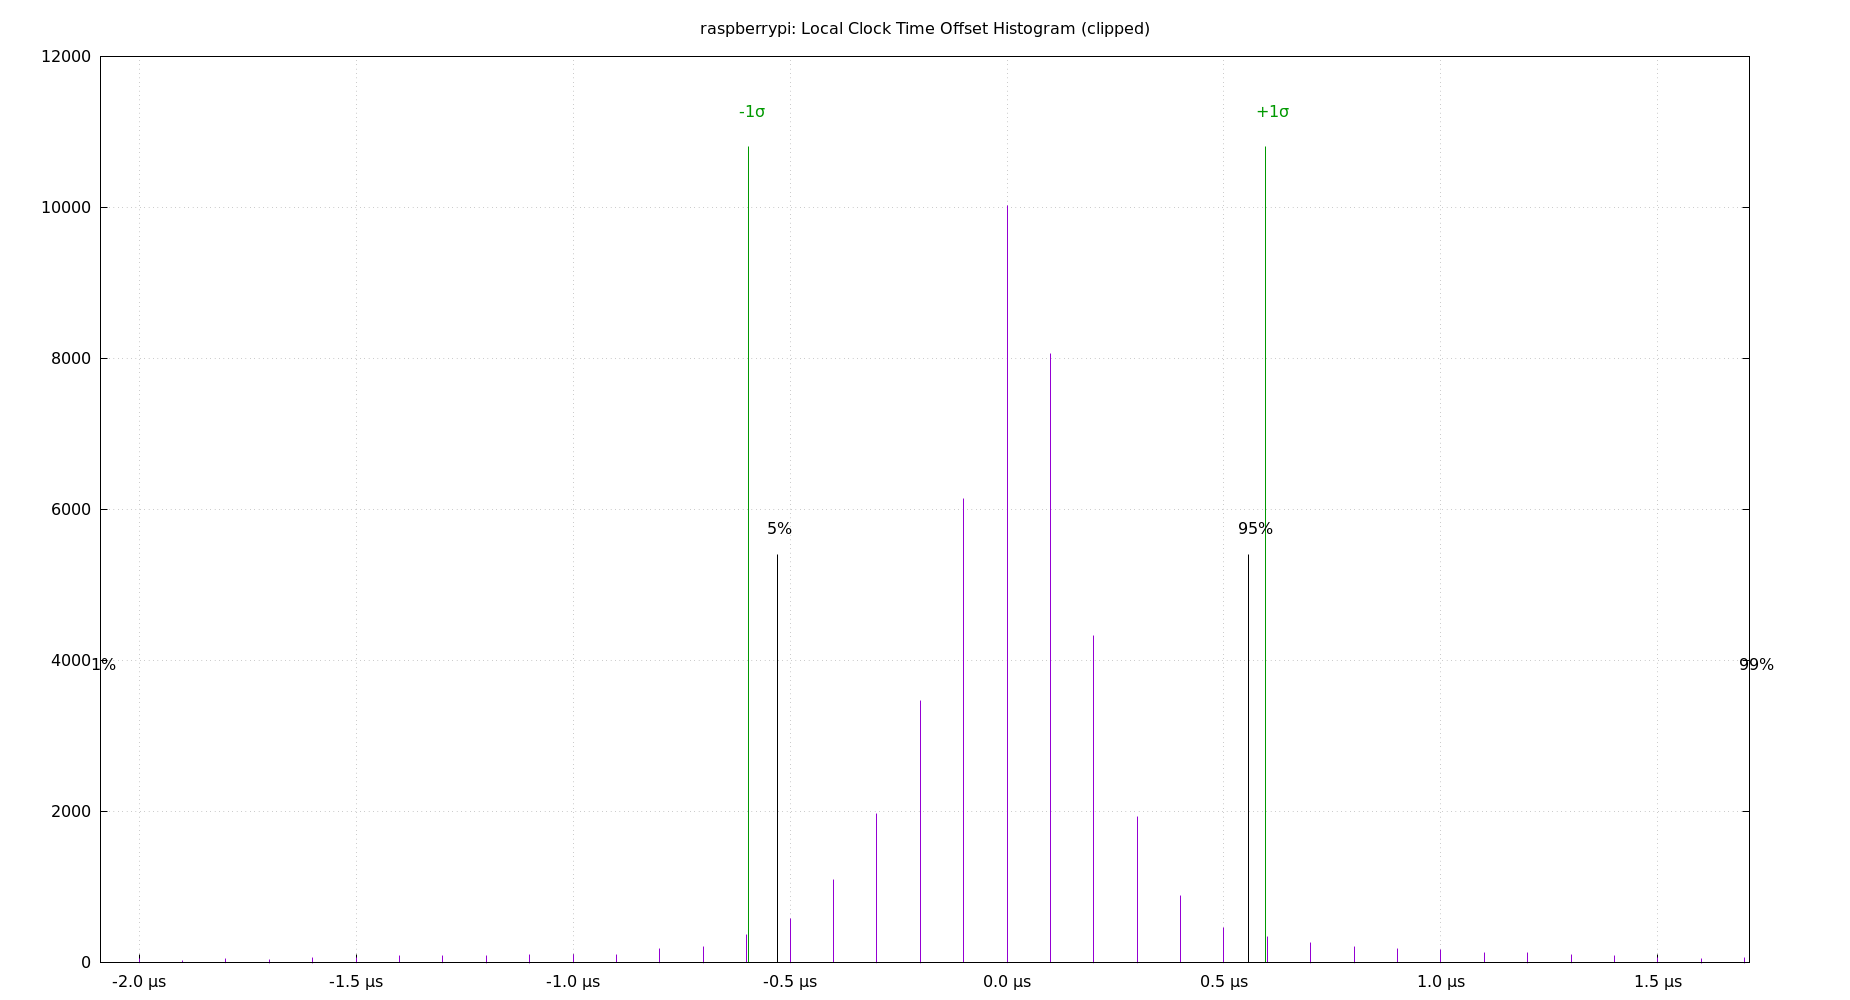 raspberrypi: Local Clock Time Offset Histogram (clipped)
12000
-1σ +1σ
10000
8000
6000
5% 95%
4000 1% 99%
2000
0
-2.0 µs -1.5 µs -1.0 µs -0.5 µs 0.0 µs 0.5 µs 1.0 µs 1.5 µs